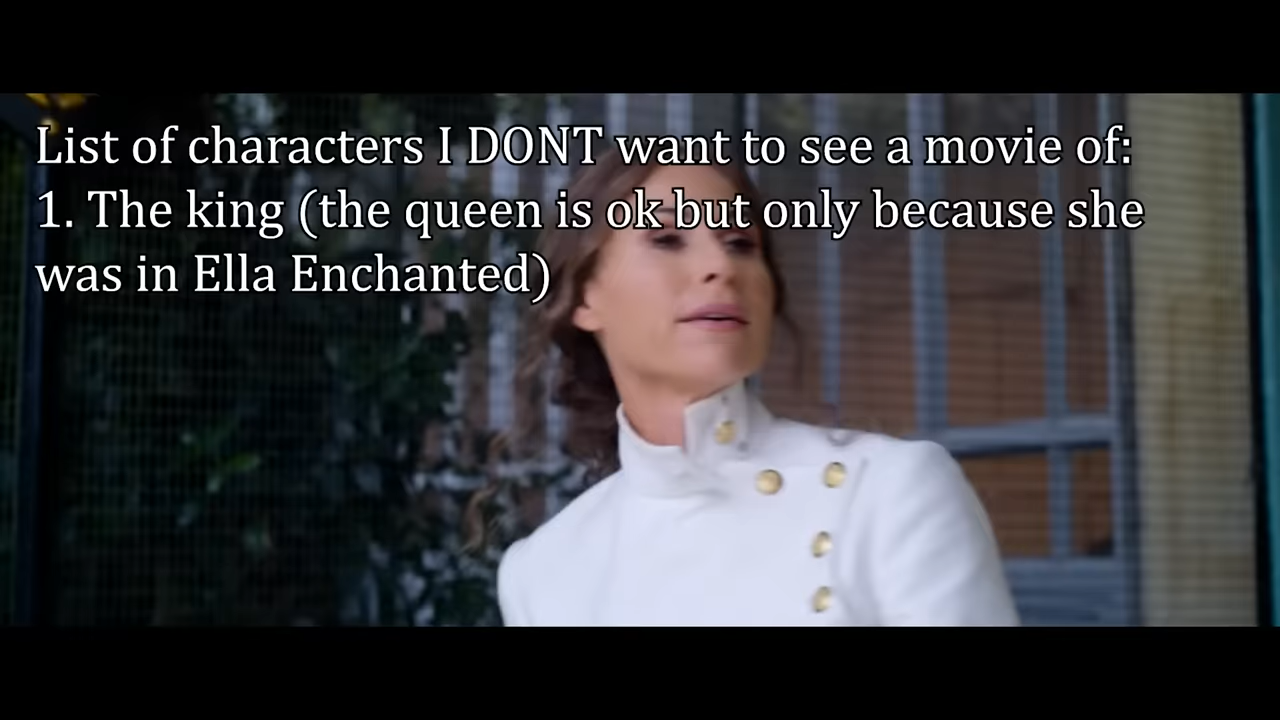 List of characters I DONT want to see a movie of:
1. The king (the queen is ok but only because she
was in Ella Enchanted)